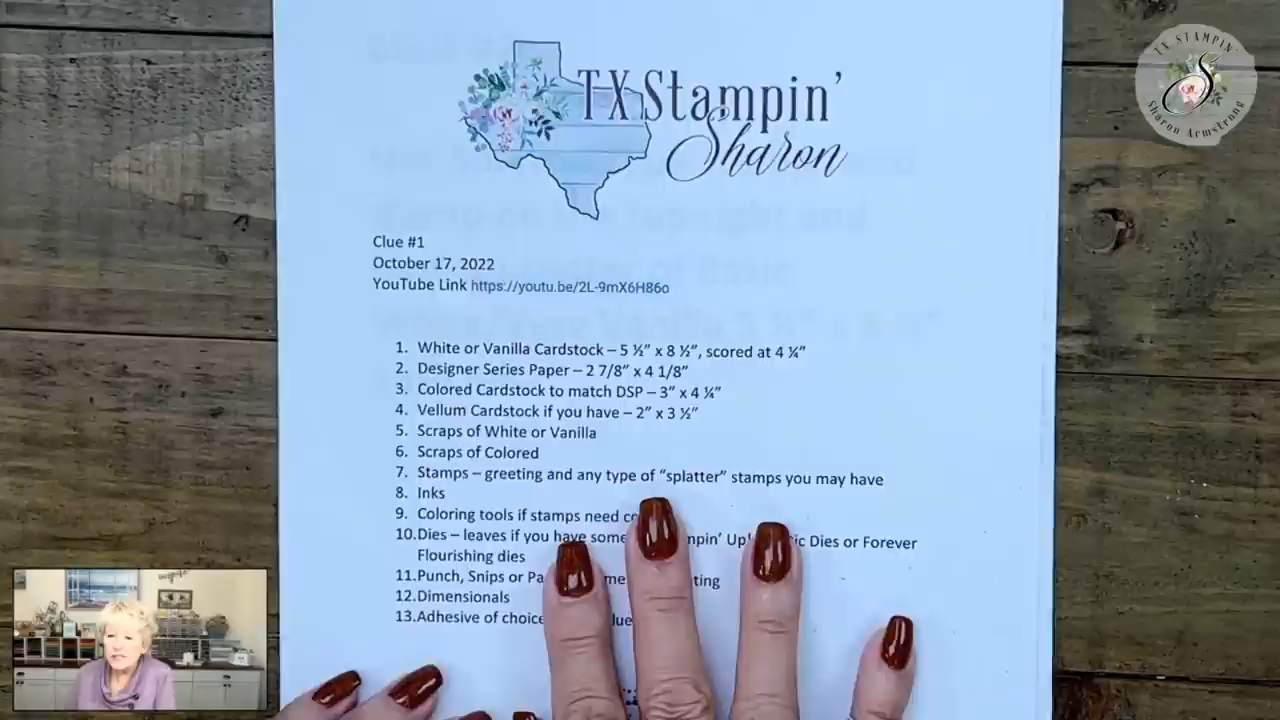 TX Stampin'
Sharon
TX STAMPIN'
S
Sharon Armstrong
Clue #1
October 17, 2022
YouTube Link https://youtu.be/2L-9mX6H86o
1. White or Vanilla Cardstock – 5 ½” x 8 ½”, scored at 4 ¼”
2. Designer Series Paper – 2 7/8” x 4 1/8”
3. Colored Cardstock to match DSP – 3” x 4 ¼”
4. Vellum Cardstock if you have – 2” x 3 ½”
5. Scraps of White or Vanilla
6. Scraps of Colored
7. Stamps – greeting and any type of “splatter” stamps you may have
8. Inks
9. Coloring tools if stamps need
10. Dies – leaves if you have some Dies or Forever
Flourishing dies
11. Punch, Snips or
12. Dimensionals
13. Adhesive of choice